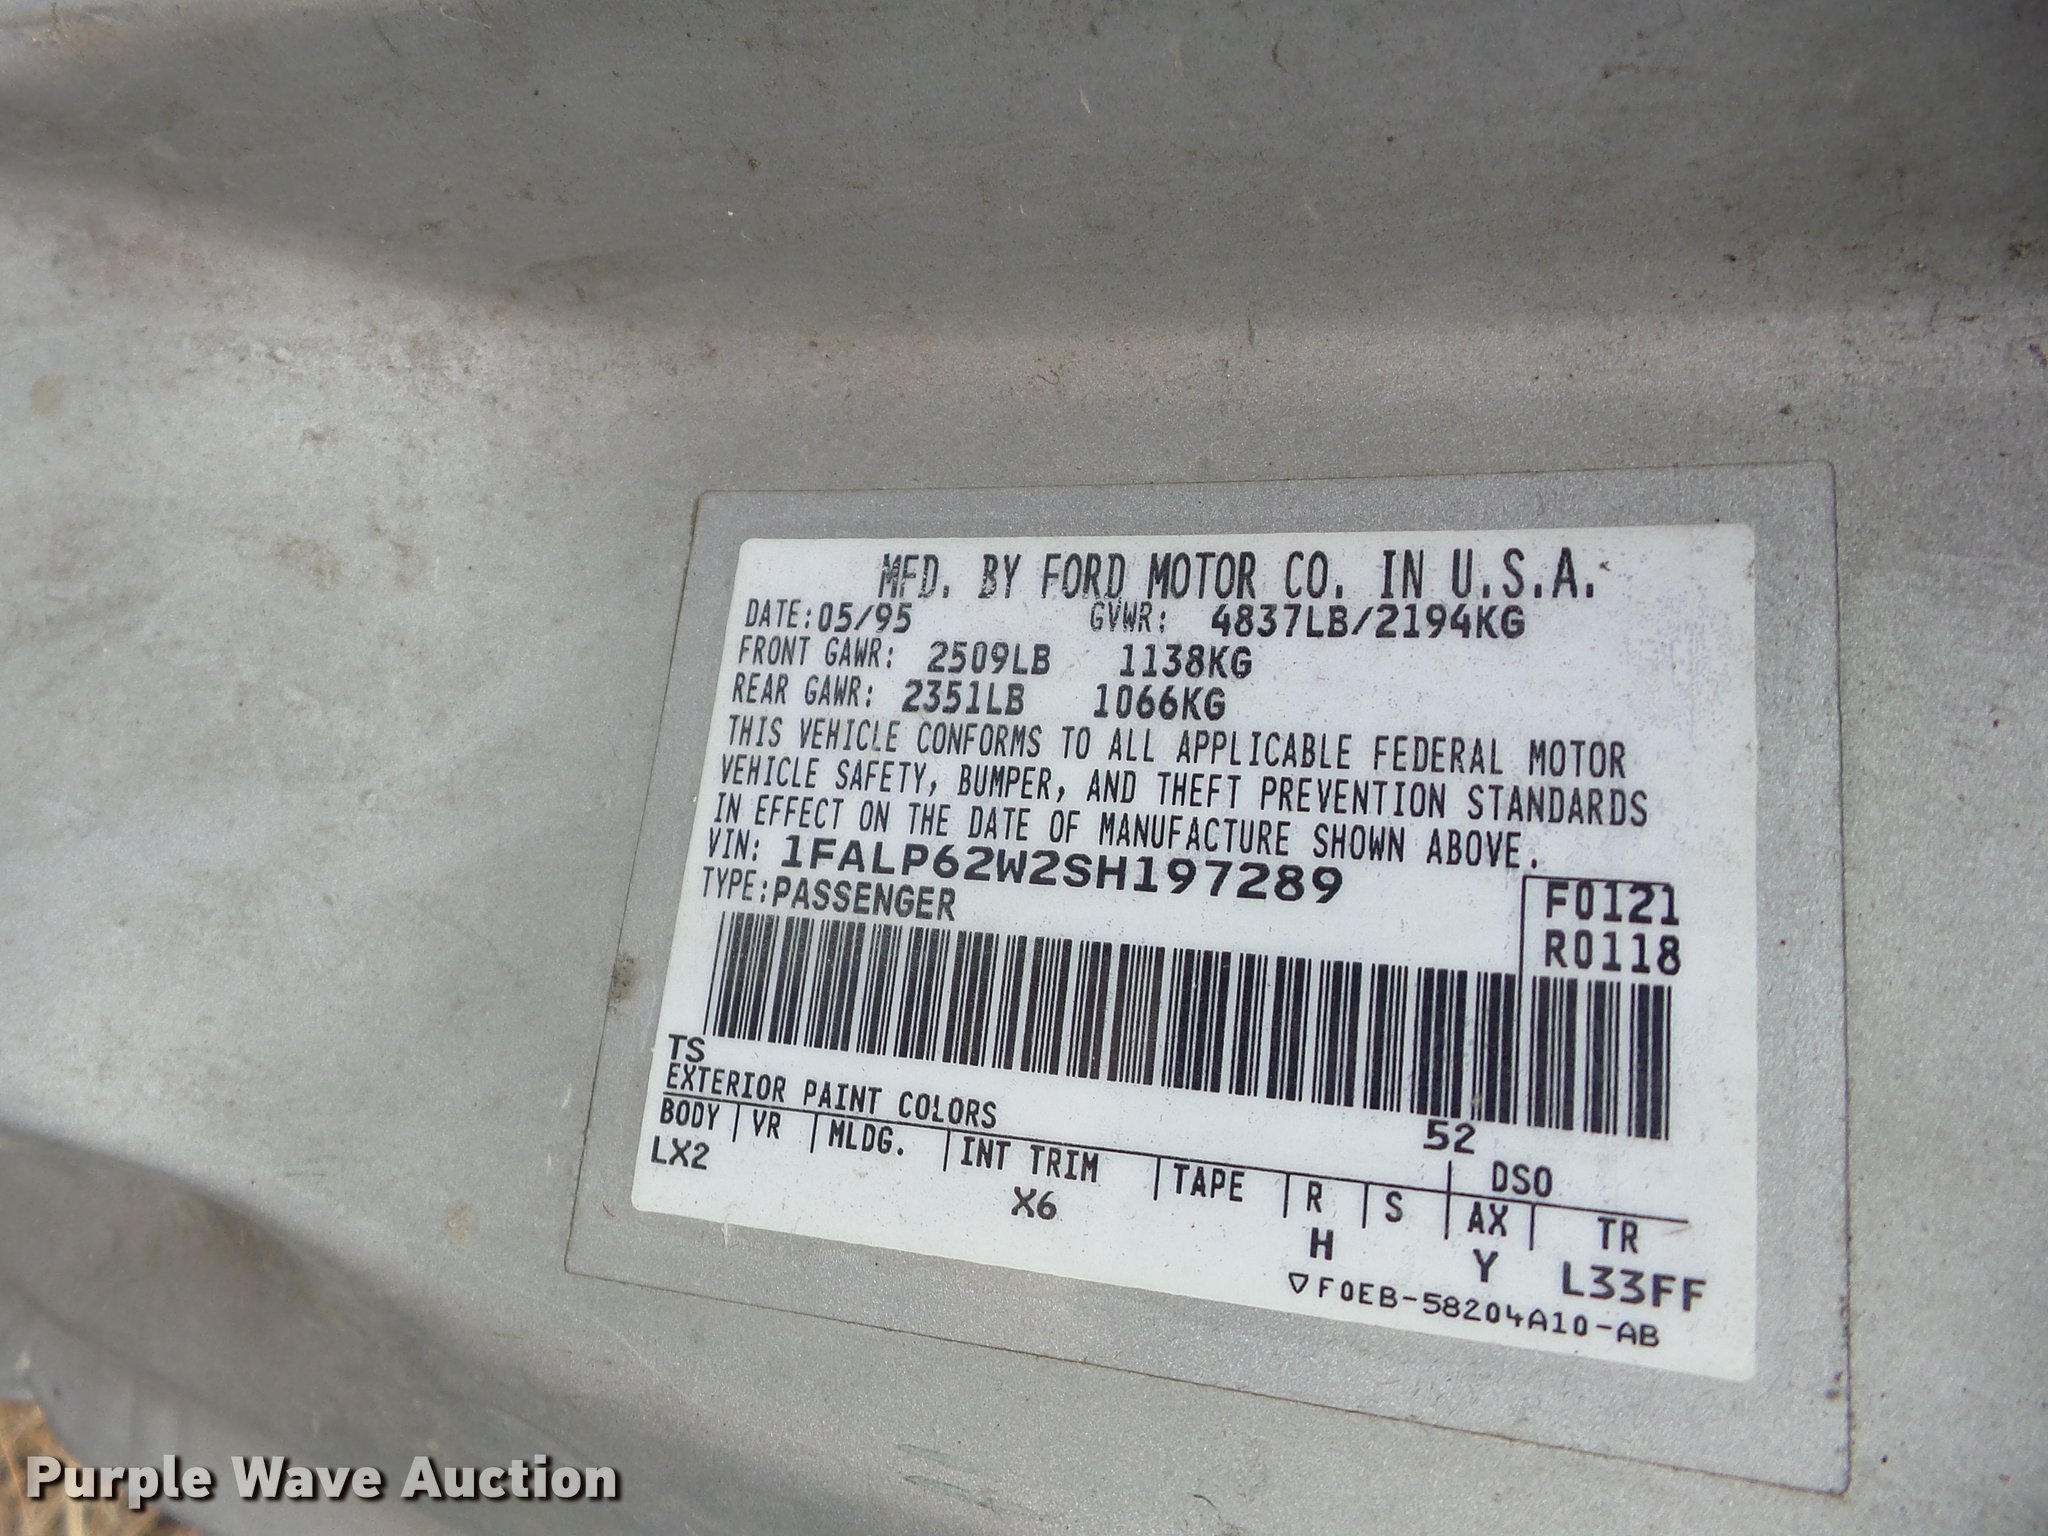 MFD. BY FORD MOTOR CO. IN U.S.A.
DATE: 05/95 GVWR: 4837LB/2194KG
FRONT GAWR: 2509LB 1138KG
REAR GAWR: 2351LB 1066KG
THIS VEHICLE CONFORMS TO ALL APPLICABLE FEDERAL MOTOR
VEHICLE SAFETY, BUMPER, AND THEFT PREVENTION STANDARDS
IN EFFECT ON THE DATE OF MANUFACTURE SHOWN ABOVE.
VIN: 1FALP62W2SH197289
TYPE: PASSENGER
F0121
R0118
TS
EXTERIOR PAINT COLORS 52 DSO
BODY VR MLDG. INT TRIM TAPE R S AX TR
LX2 X6 H Y L33FF
▽F0EB-58204A10-AB
Purple Wave Auction